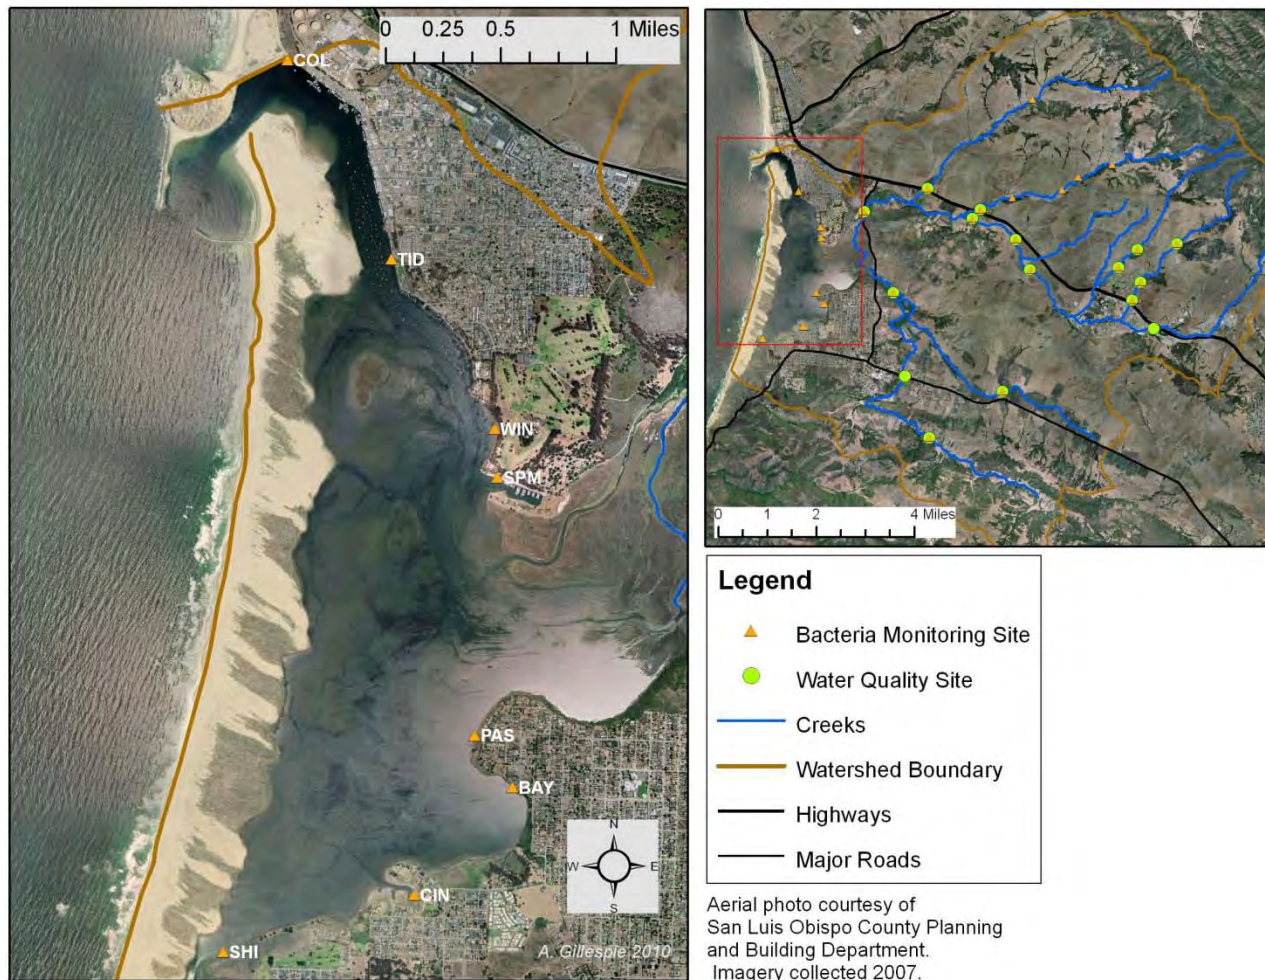 0 0.25 0.5 1 Miles
COL
TID
WIN
SPM
PAS
BAY
N
W E
S
CIN
SHI
A. Gillespie 2010
0 1 2 4 Miles
Legend
Bacteria Monitoring Site
Water Quality Site
Creeks
Watershed Boundary
Highways
Major Roads
Aerial photo courtesy of
San Luis Obispo County Planning
and Building Department.
Imagery collected 2007.